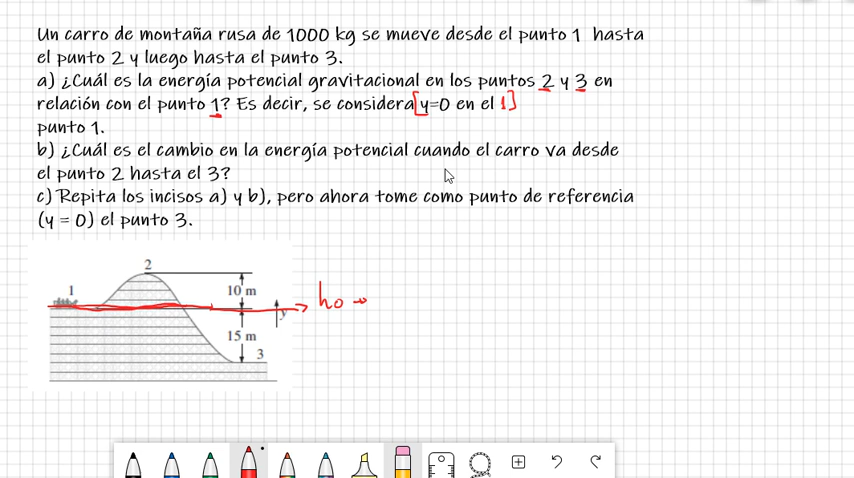 Un carro de montaña rusa de 1000 kg se mueve desde el punto 1 hasta
el punto 2 y luego hasta el punto 3.
a) ¿Cuál es la energía potencial gravitacional en los puntos 2 y 3 en
relación con el punto 1? Es decir, se considera [y=0 en el 1]
punto 1.
b) ¿Cuál es el cambio en la energía potencial cuando el carro va desde
el punto 2 hasta el 3?
c) Repita los incisos a) y b), pero ahora tome como punto de referencia
(y = 0) el punto 3.
2
1
10 m
y
ho
15 m
3